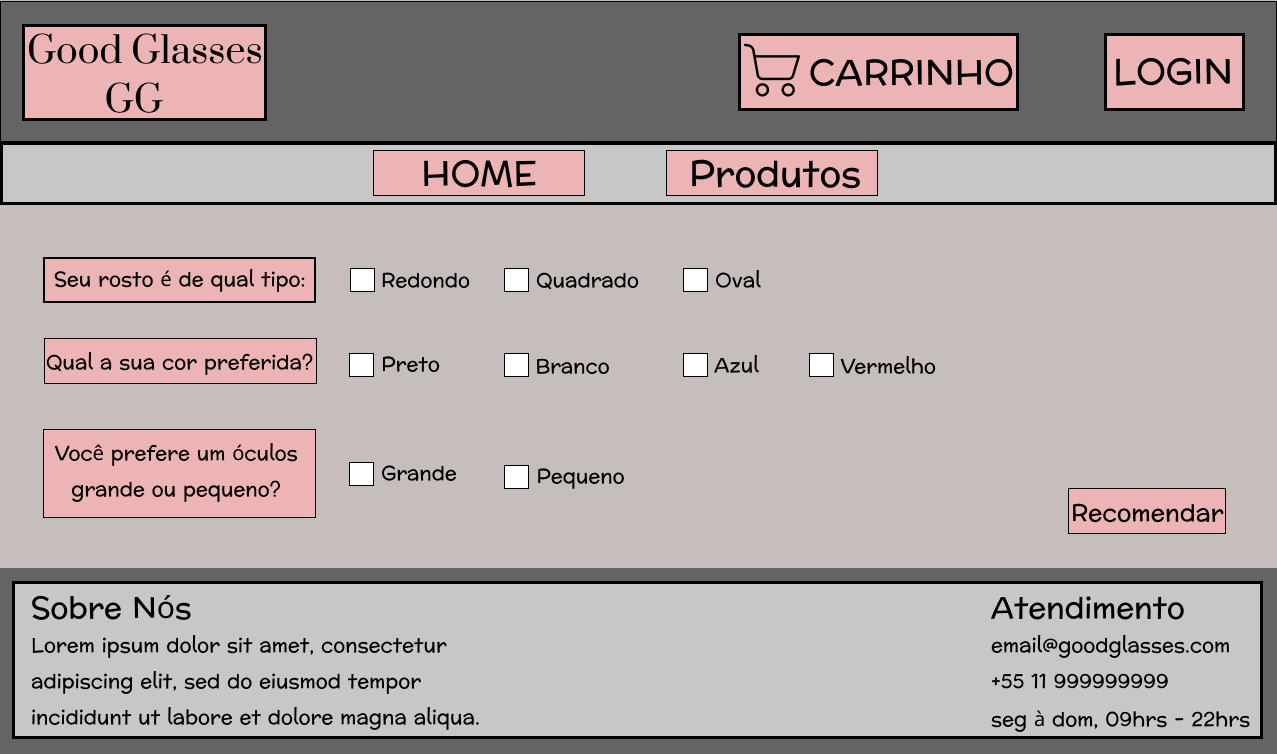 Good Glasses
GG
CARRINHO
LOGIN
HOME
Produtos
Seu rosto é de qual tipo:
Redondo
Quadrado
Oval
Qual a sua cor preferida?
Preto
Branco
Azul
Vermelho
Você prefere um óculos
grande ou pequeno?
Grande
Pequeno
Recomendar
Sobre Nós
Lorem ipsum dolor sit amet, consectetur
adipiscing elit, sed do eiusmod tempor
incididunt ut labore et dolore magna aliqua.
Atendimento
email@goodglasses.com
+55 11 999999999
seg à dom, 09hrs - 22hrs